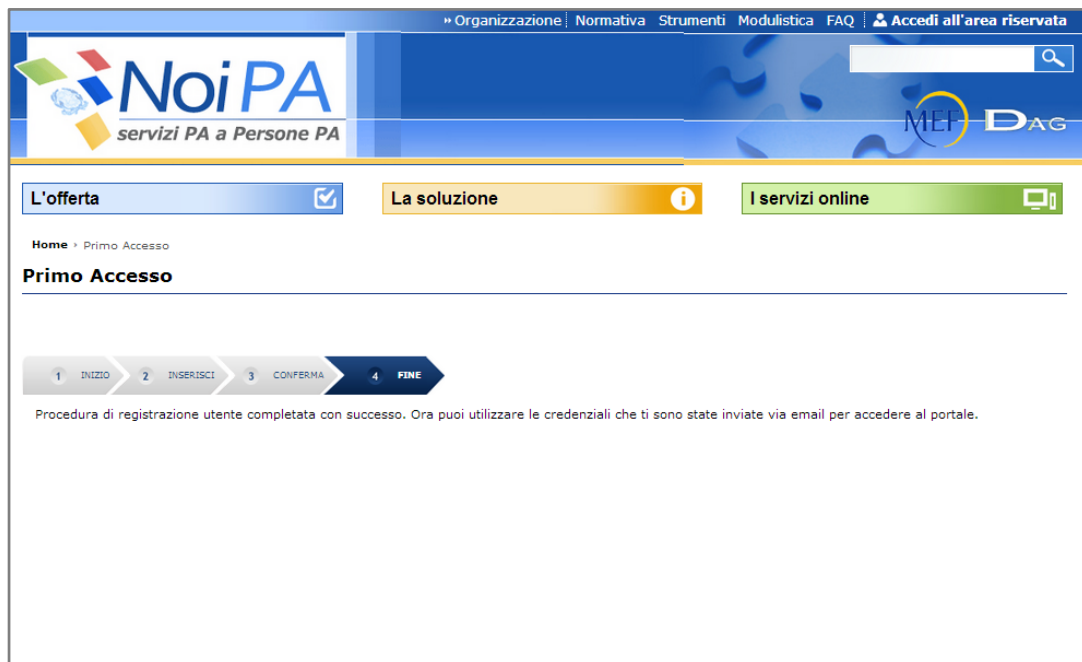 » Organizzazione Normativa Strumenti Modulistica FAQ Accedi all'area riservata
NoiPA
servizi PA a Persone PA
MEF DAG
L'offerta La soluzione i I servizi online
Home › Primo Accesso
Primo Accesso
1 INIZIO 2 INSERISCI 3 CONFERMA 4 FINE
Procedura di registrazione utente completata con successo. Ora puoi utilizzare le credenziali che ti sono state inviate via email per accedere al portale.